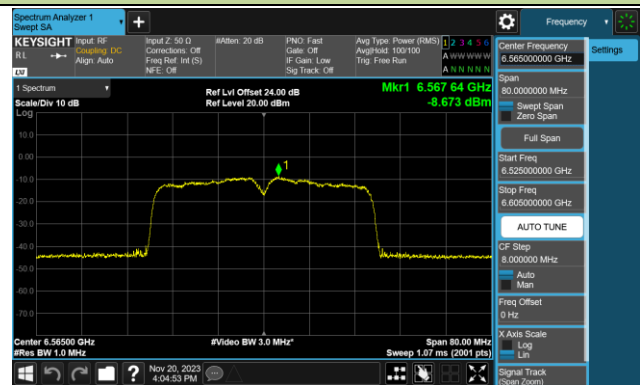 Spectrum Analyzer 1
Swept SA
+
Frequency
KEYSIGHT
RL
Input: RF
Coupling: DC
Align: Auto
Input Z: 50 Ω
Corrections: Off
Freq Ref: Int (S)
NFE: Off
#Atten: 20 dB
PNO: Fast
Gate: Off
IF Gain: Low
Sig Track: Off
Avg Type: Power (RMS)
Avg|Hold: 100/100
Trig: Free Run
1 2 3 4 5 6
A W W W W W
A N N N N N
LXI
1 Spectrum
Scale/Div 10 dB
Log
Ref Lvl Offset 24.00 dB
Ref Level 20.00 dBm
Mkr1 6.567 64 GHz
-8.673 dBm
1
10.0
0.00
-10.0
-20.0
-30.0
-40.0
-50.0
-60.0
-70.0
Center 6.56500 GHz
#Res BW 1.0 MHz
#Video BW 3.0 MHz*
Span 80.00 MHz
Sweep 1.07 ms (2001 pts)
?
Nov 20, 2023
4:04:53 PM
Center Frequency
6.565000000 GHz
Settings
Span
80.0000000 MHz
Swept Span
Zero Span
Full Span
Start Freq
6.525000000 GHz
Stop Freq
6.605000000 GHz
AUTO TUNE
CF Step
8.000000 MHz
Auto
Man
Freq Offset
0 Hz
X Axis Scale
Log
Lin
Signal Track
(Span Zoom)